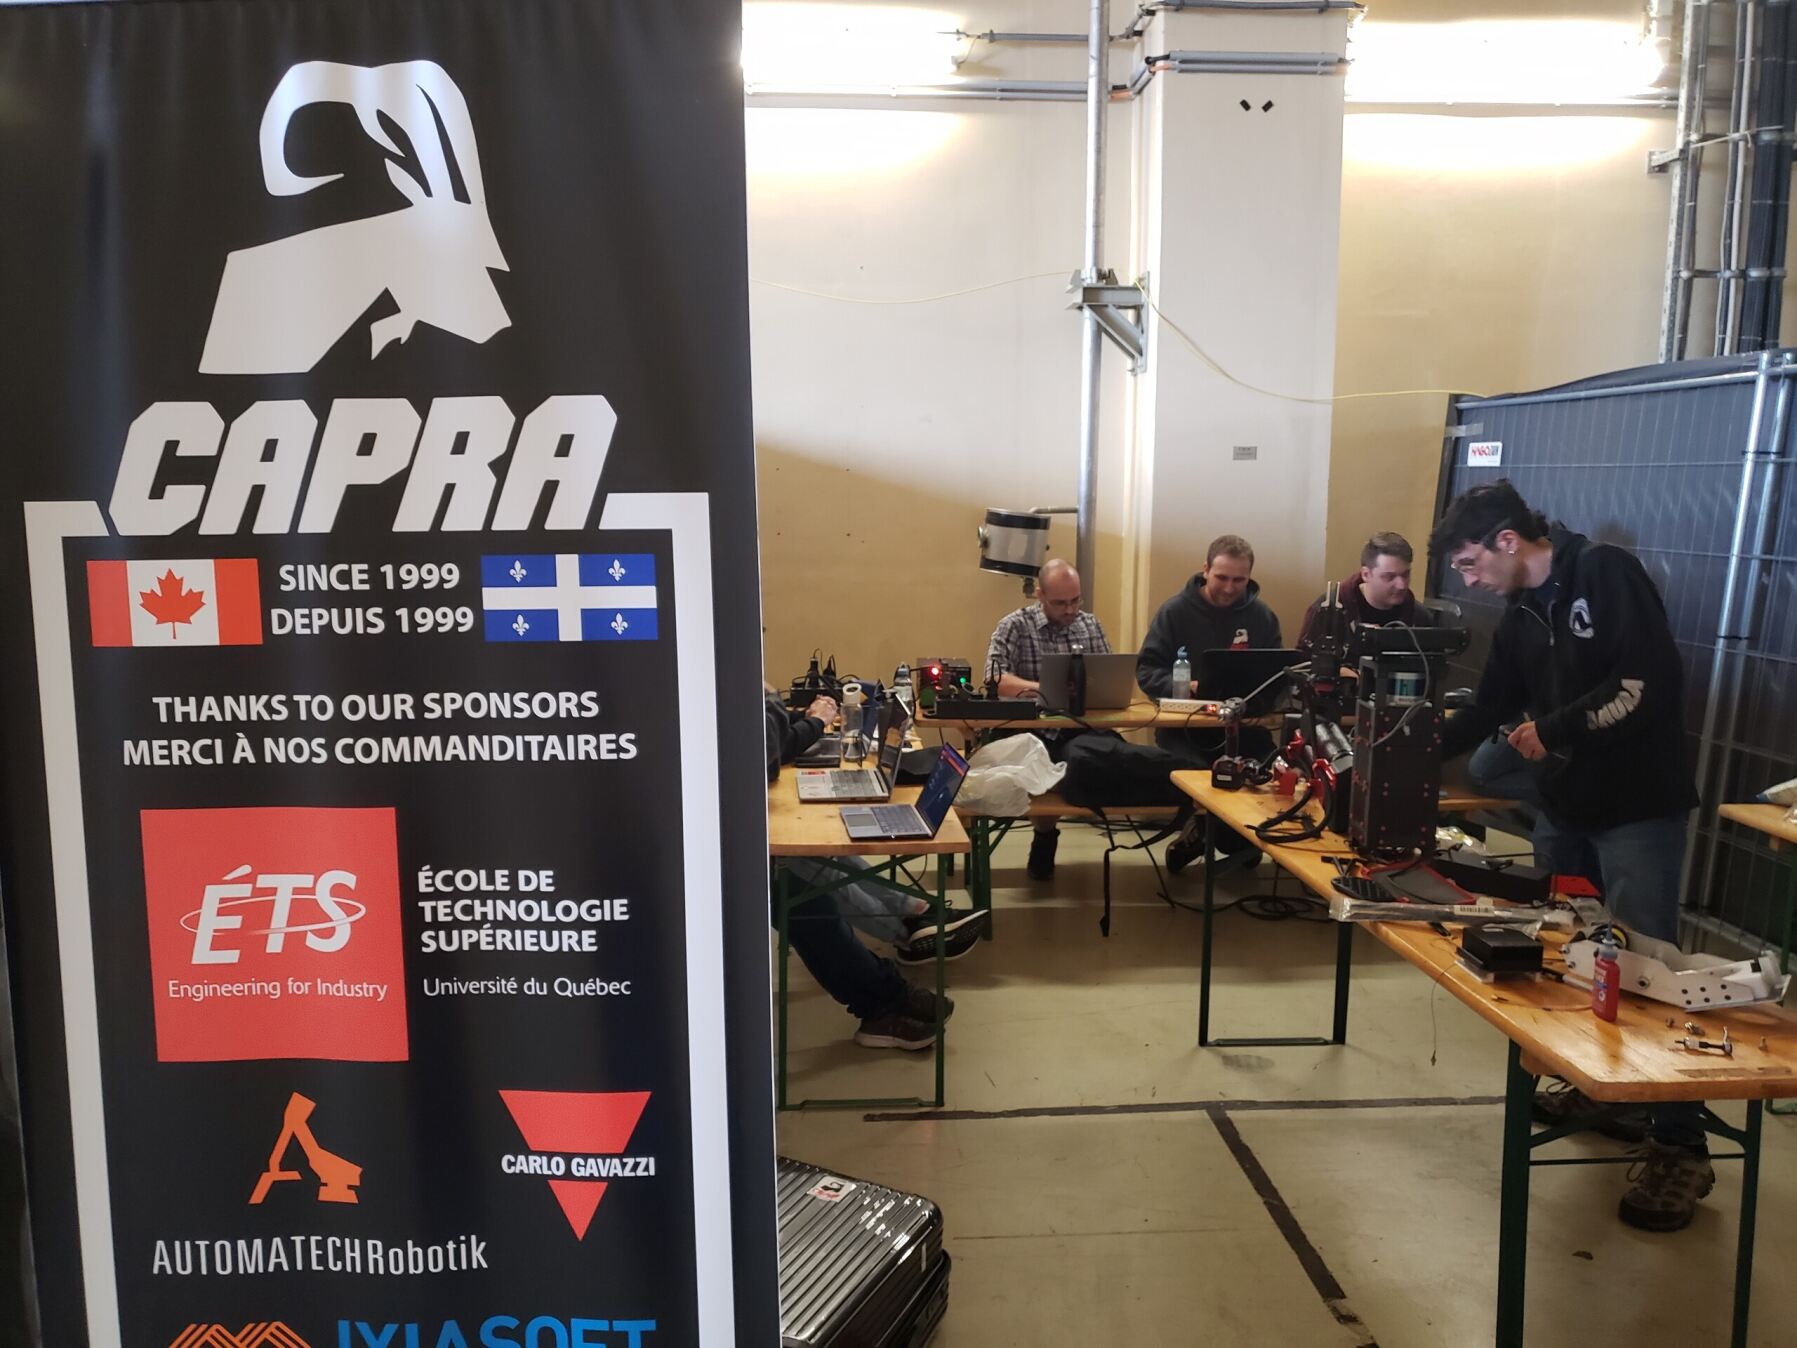 CAPRA
SINCE 1999
DEPUIS 1999
THANKS TO OUR SPONSORS
MERCI À NOS COMMANDITAIRES
ÉTS
Engineering for Industry
ÉCOLE DE
TECHNOLOGIE
SUPÉRIEURE
Université du Québec
CARLO GAVAZZI
AUTOMATECHRobotik
IXIASOFT